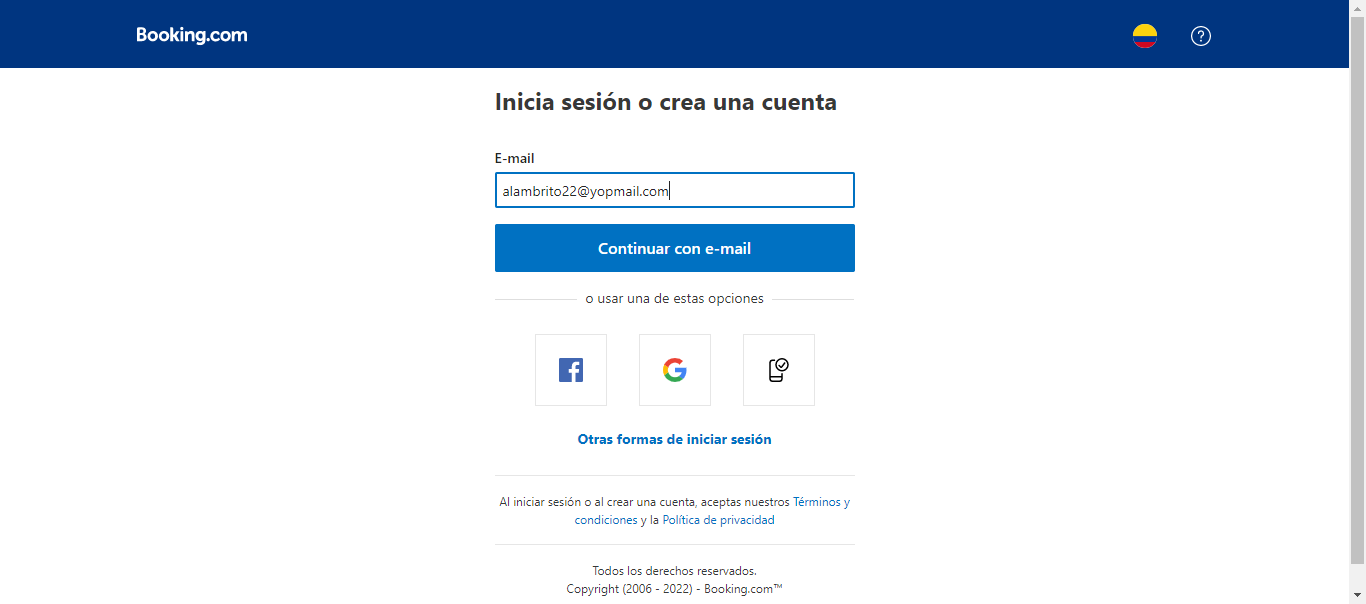 Booking.com
Inicia sesión o crea una cuenta
E-mail
alambrito22@yopmail.com
Continuar con e-mail
o usar una de estas opciones
Otras formas de iniciar sesión
Al iniciar sesión o al crear una cuenta, aceptas nuestros Términos y
condiciones y la Política de privacidad
Todos los derechos reservados.
Copyright (2006 - 2022) - Booking.com™